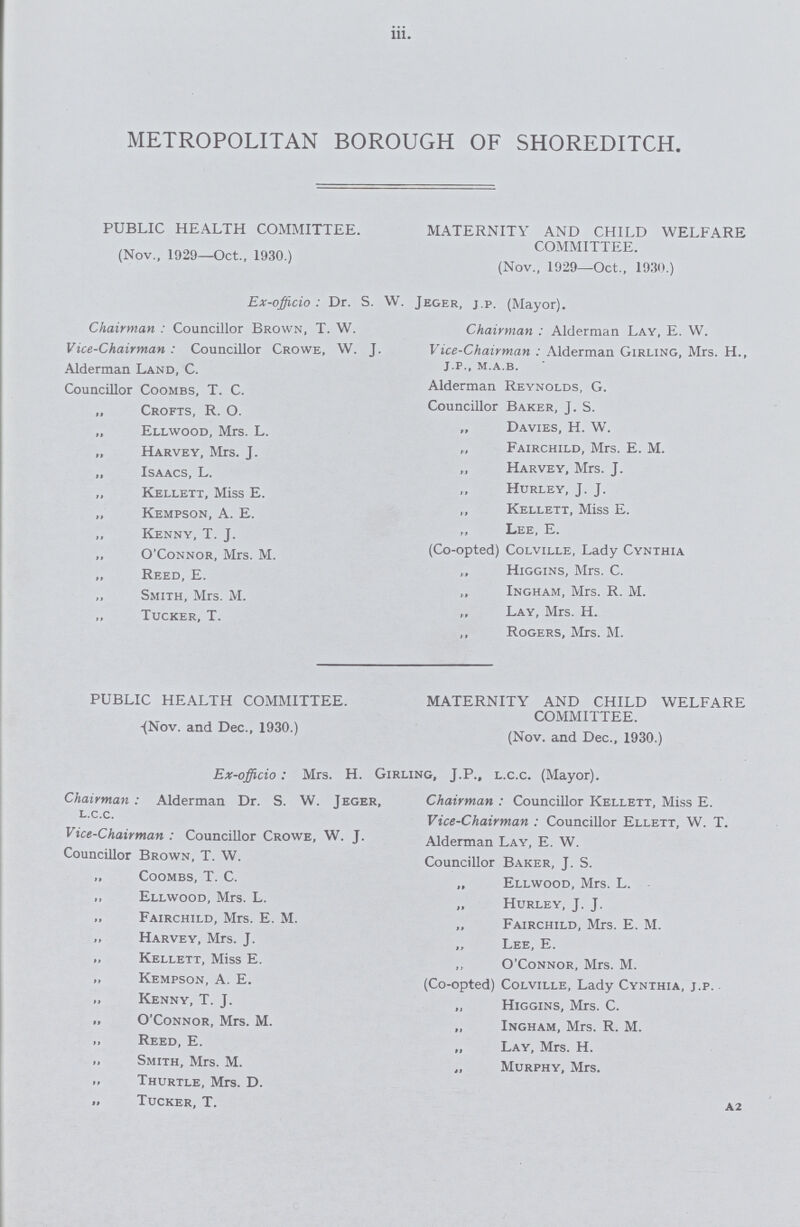 iii.
METROPOLITAN BOROUGH OF SHOREDITCH.
PUBLIC HEALTH COMMITTEE.
(Nov., 1929—Oct., 1930.)
MATERNITY AND CHILD WELFARE
COMMITTEE.
(Nov., 1929—Oct., 1930.)
Ex-officio : Dr. S. W. JEGER, J.P. (Mayor).
Chairman : Councillor BROWN, T. W.
Vice-Chairman : Councillor CROWE, W. J.
Alderman LAND, C.
Councillor COOMBS, T. C.
„ CROFTS, R. O.
„ ELLWOOD, Mrs. L.
„ HARVEY, Mrs. J.
„ ISAACS, L.
„ KELLETT, Miss E.
„ KEMPSON, A. E.
„ KENNY, T. J.
„ O'CONNOR, Mrs. M.
„ REED, E.
„ SMITH, Mrs. M.
„ TUCKER, T.
Chairman : Alderman LAY, E. W.
Vice-Chairman : Alderman GIRLING, Mrs. H.,
J.P., M.A.B.
Alderman REYNOLDS, G.
Councillor BAKER, J. S.
„ DAVIES, H. W.
„ FAIRCHILD, Mrs. E. M.
„ HARVEY, Mrs. J.
„ HURLEY, J. J.
„ KELLETT, Miss E.
„ LEE, E.
(Co-opted) COLVILLE, Lady CYNTHIA
„ HIGGINS, Mrs. C.
„ INGHAM, Mrs. R. M.
„ LAY, Mrs. H.
„ ROGERS, Mrs. M.
PUBLIC HEALTH COMMITTEE.
(Nov. and Dec., 1930.)
MATERNITY AND CHILD WELFARE
COMMITTEE.
(Nov. and Dec., 1930.)
Ex-officio : Mrs. H. GIRLING, J.P., L.C.C. (Mayor).
Chairman : Alderman Dr. S. W. JEGER,
L.C.C.
Vice-Chairman : Councillor CROWE, W. J.
Councillor BROWN, T. W.
„ COOMBS, T. C.
„ ELLWOOD, Mrs. L.
„ FAIRCHILD, Mrs. E. M.
„ HARVEY, Mrs. J.
„ KELLETT, Miss E.
„ KEMPSON, A. E.
„ KENNY, T. J.
„ O'CONNOR, Mrs. M.
„ REED, E.
„ SMITH, Mrs. M.
„ THURTLE, Mrs. D.
„ TUCKER, T.
Chairman : Councillor KELLETT, Miss E.
Vice-Chairman : Councillor ELLETT, W. T.
Alderman LAY, E. W.
Councillor BAKER, J. S.
„ ELLWOOD, Mrs. L.
„ HURLEY, J. J.
„ FAIRCHILD, Mrs. E. M.
„ LEE, E.
„ O'CONNOR, Mrs. M.
(Co-opted) COLVILLE, Lady CYNTHIA, J.P.
„ HIGGINS, Mrs. C.
„ INGHAM, Mrs. R. M.
„ LAY, Mrs. H.
„ MURPHY, Mrs.
A2